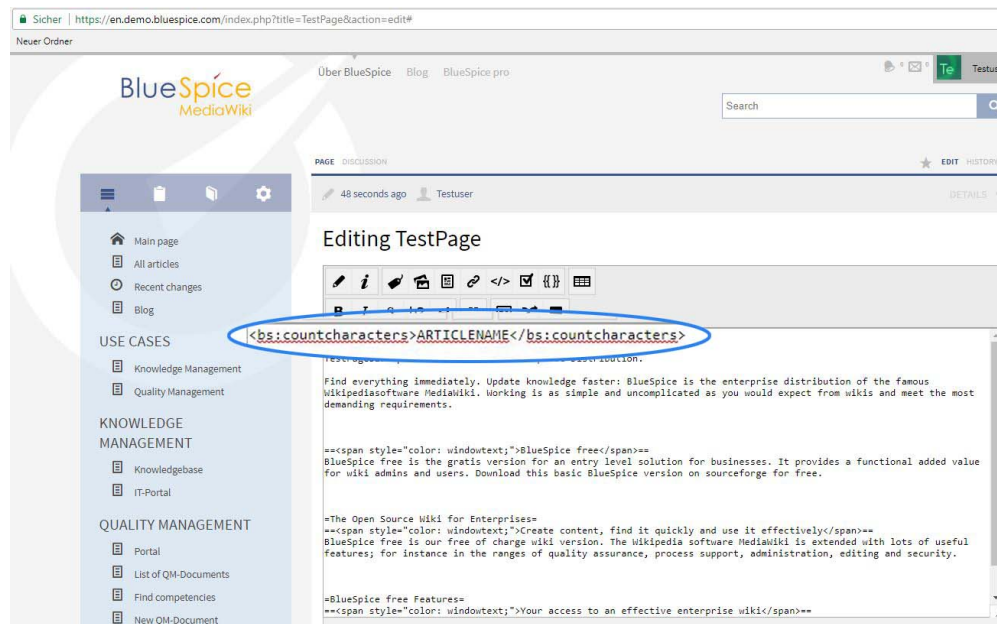 Sicher | https://en.demo.bluespice.com/index.php?title=TestPage&action=edit#
Neuer Ordner
BlueSpice
MediaWiki
Über BlueSpice Blog BlueSpice pro
Te Testus
Search
PAGE DISCUSSION
EDIT HISTORY
48 seconds ago Testuser
DETAILS
Main page
All articles
Recent changes
Blog
USE CASES
Knowledge Management
Quality Management
KNOWLEDGE
MANAGEMENT
Knowledgebase
IT-Portal
QUALITY MANAGEMENT
Portal
List of QM-Documents
Find competencies
New QM-Document
Editing TestPage
<bs:countcharacters>ARTICLENAME</bs:countcharacters>
distribution.
Find everything immediately. Update knowledge faster: BlueSpice is the enterprise distribution of the famous
Wikipediasoftware MediaWiki. Working is as simple and uncomplicated as you would expect from wikis and meet the most
demanding requirements.
==<span style="color: windowtext;">BlueSpice free</span>==
BlueSpice free is the gratis version for an entry level solution for businesses. It provides a functional added value
for wiki admins and users. Download this basic BlueSpice version on sourceforge for free.
=The Open Source Wiki for Enterprises=
==<span style="color: windowtext;">Create content, find it quickly and use it effectively</span>==
BlueSpice free is our free of charge wiki version. The Wikipedia software MediaWiki is extended with lots of useful
features; for instance in the ranges of quality assurance, process support, administration, editing and security.
=BlueSpice free Features=
==<span style="color: windowtext;">Your access to an effective enterprise wiki</span>==